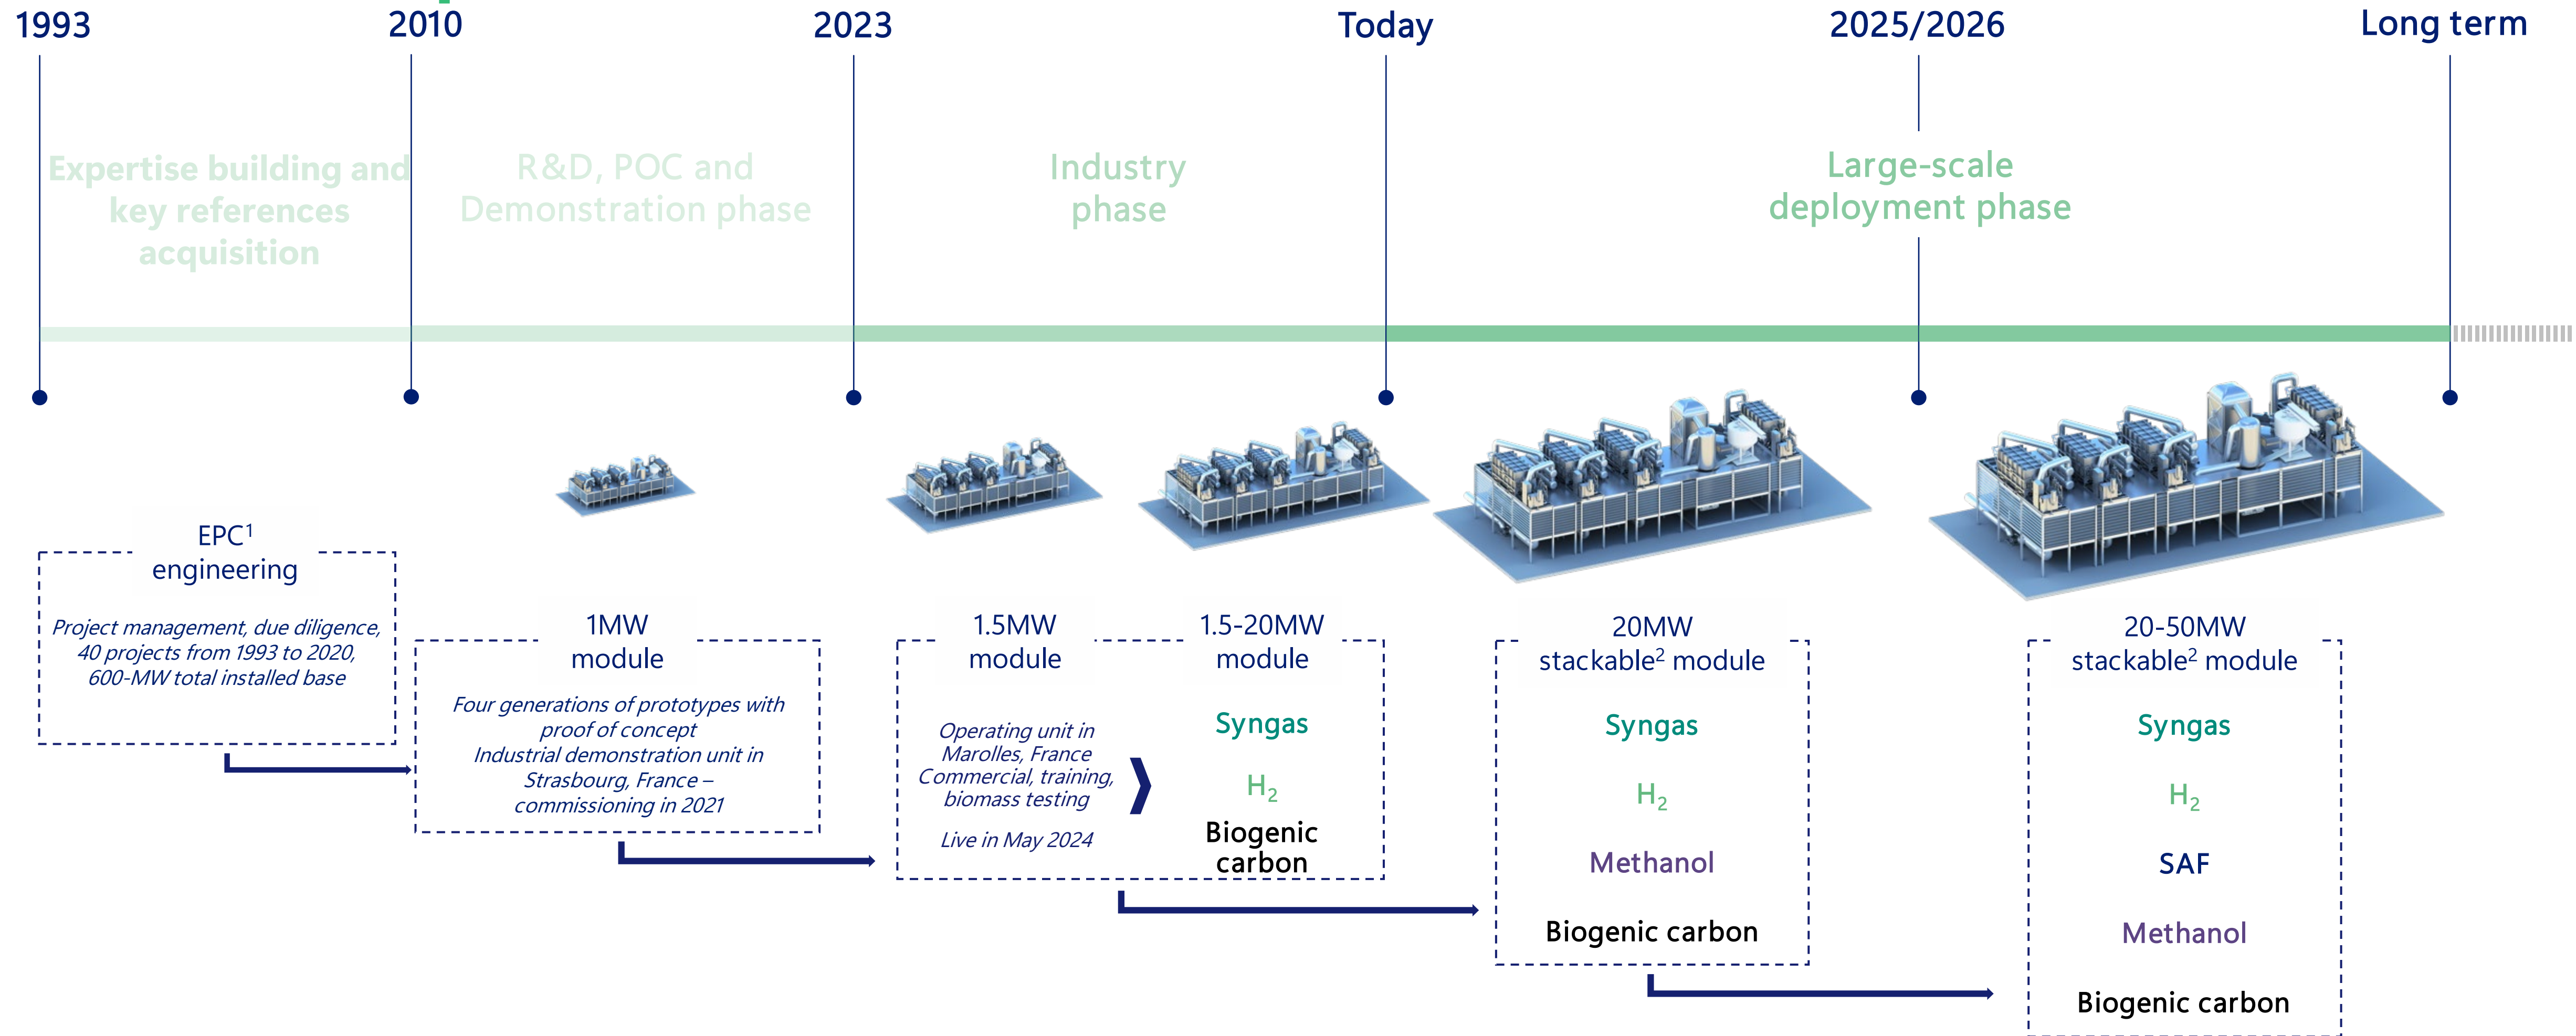 1993
2010
2023
Today
2025/2026
Long term
Expertise building and
key references
acquisition
R&D, POC and
Demonstration phase
Industry
phase
Large-scale
deployment phase
EPC¹
engineering
Project management, due diligence,
40 projects from 1993 to 2020,
600-MW total installed base
1MW
module
Four generations of prototypes with
proof of concept
Industrial demonstration unit in
Strasbourg, France –
commissioning in 2021
1.5MW
module
Operating unit in
Marolles, France
Commercial, training,
biomass testing
Live in May 2024
1.5-20MW
module
Syngas
H₂
Biogenic
carbon
20MW
stackable² module
Syngas
H₂
Methanol
Biogenic carbon
20-50MW
stackable² module
Syngas
H₂
SAF
Methanol
Biogenic carbon